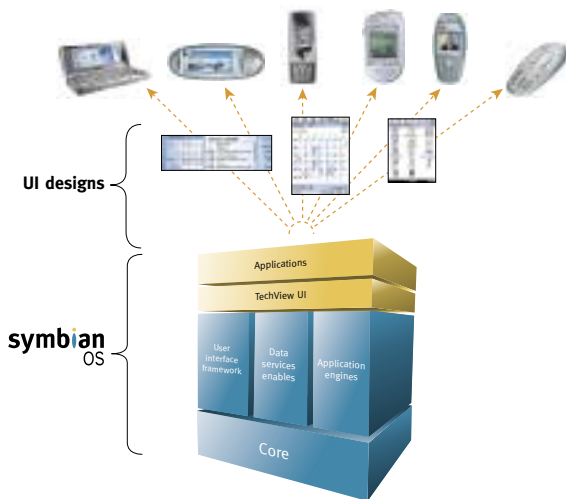 UI designs
Applications
TechView UI
symbian
OS
User
interface
framework
Data
services
enables
Application
engines
Core